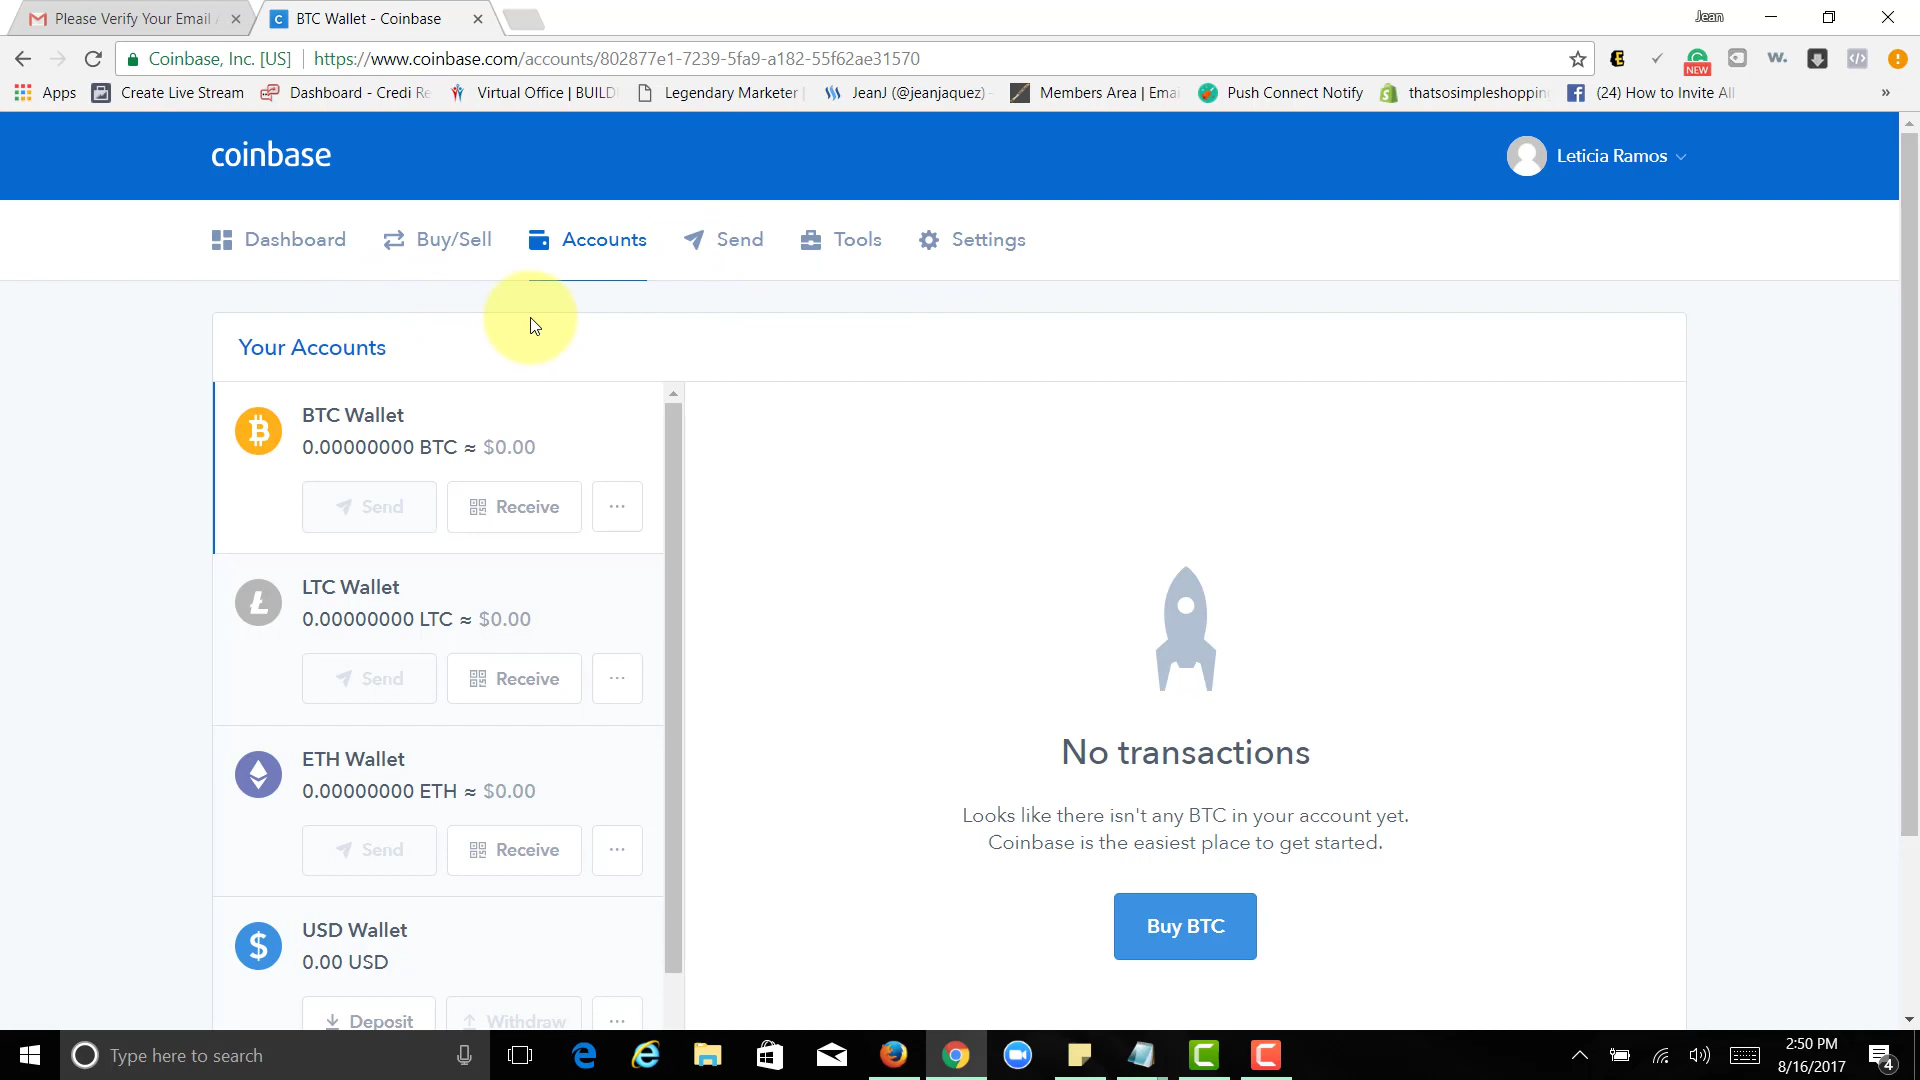 Please Verify Your Email
BTC Wallet - Coinbase
Jean
Coinbase, Inc. [US]
https://www.coinbase.com/accounts/802877e1-7239-5fa9-a182-55f62ae31570
NEW
w.
Apps
Create Live Stream
Dashboard - Credi Re
Virtual Office | BUILD
Legendary Marketer
JeanJ (@jeanjaquez) -
Members Area | Emai
Push Connect Notify
thatsosimpleshoppin
(24) How to Invite All
»
coinbase
Leticia Ramos
Dashboard
Buy/Sell
Accounts
Send
Tools
Settings
Your Accounts
BTC Wallet
0.00000000 BTC ≈ $0.00
Send
Receive
...
LTC Wallet
0.00000000 LTC ≈ $0.00
Send
Receive
...
ETH Wallet
0.00000000 ETH ≈ $0.00
Send
Receive
...
USD Wallet
0.00 USD
Deposit
Withdraw
...
No transactions
Looks like there isn't any BTC in your account yet.
Coinbase is the easiest place to get started.
Buy BTC
Type here to search
2:50 PM
8/16/2017
4